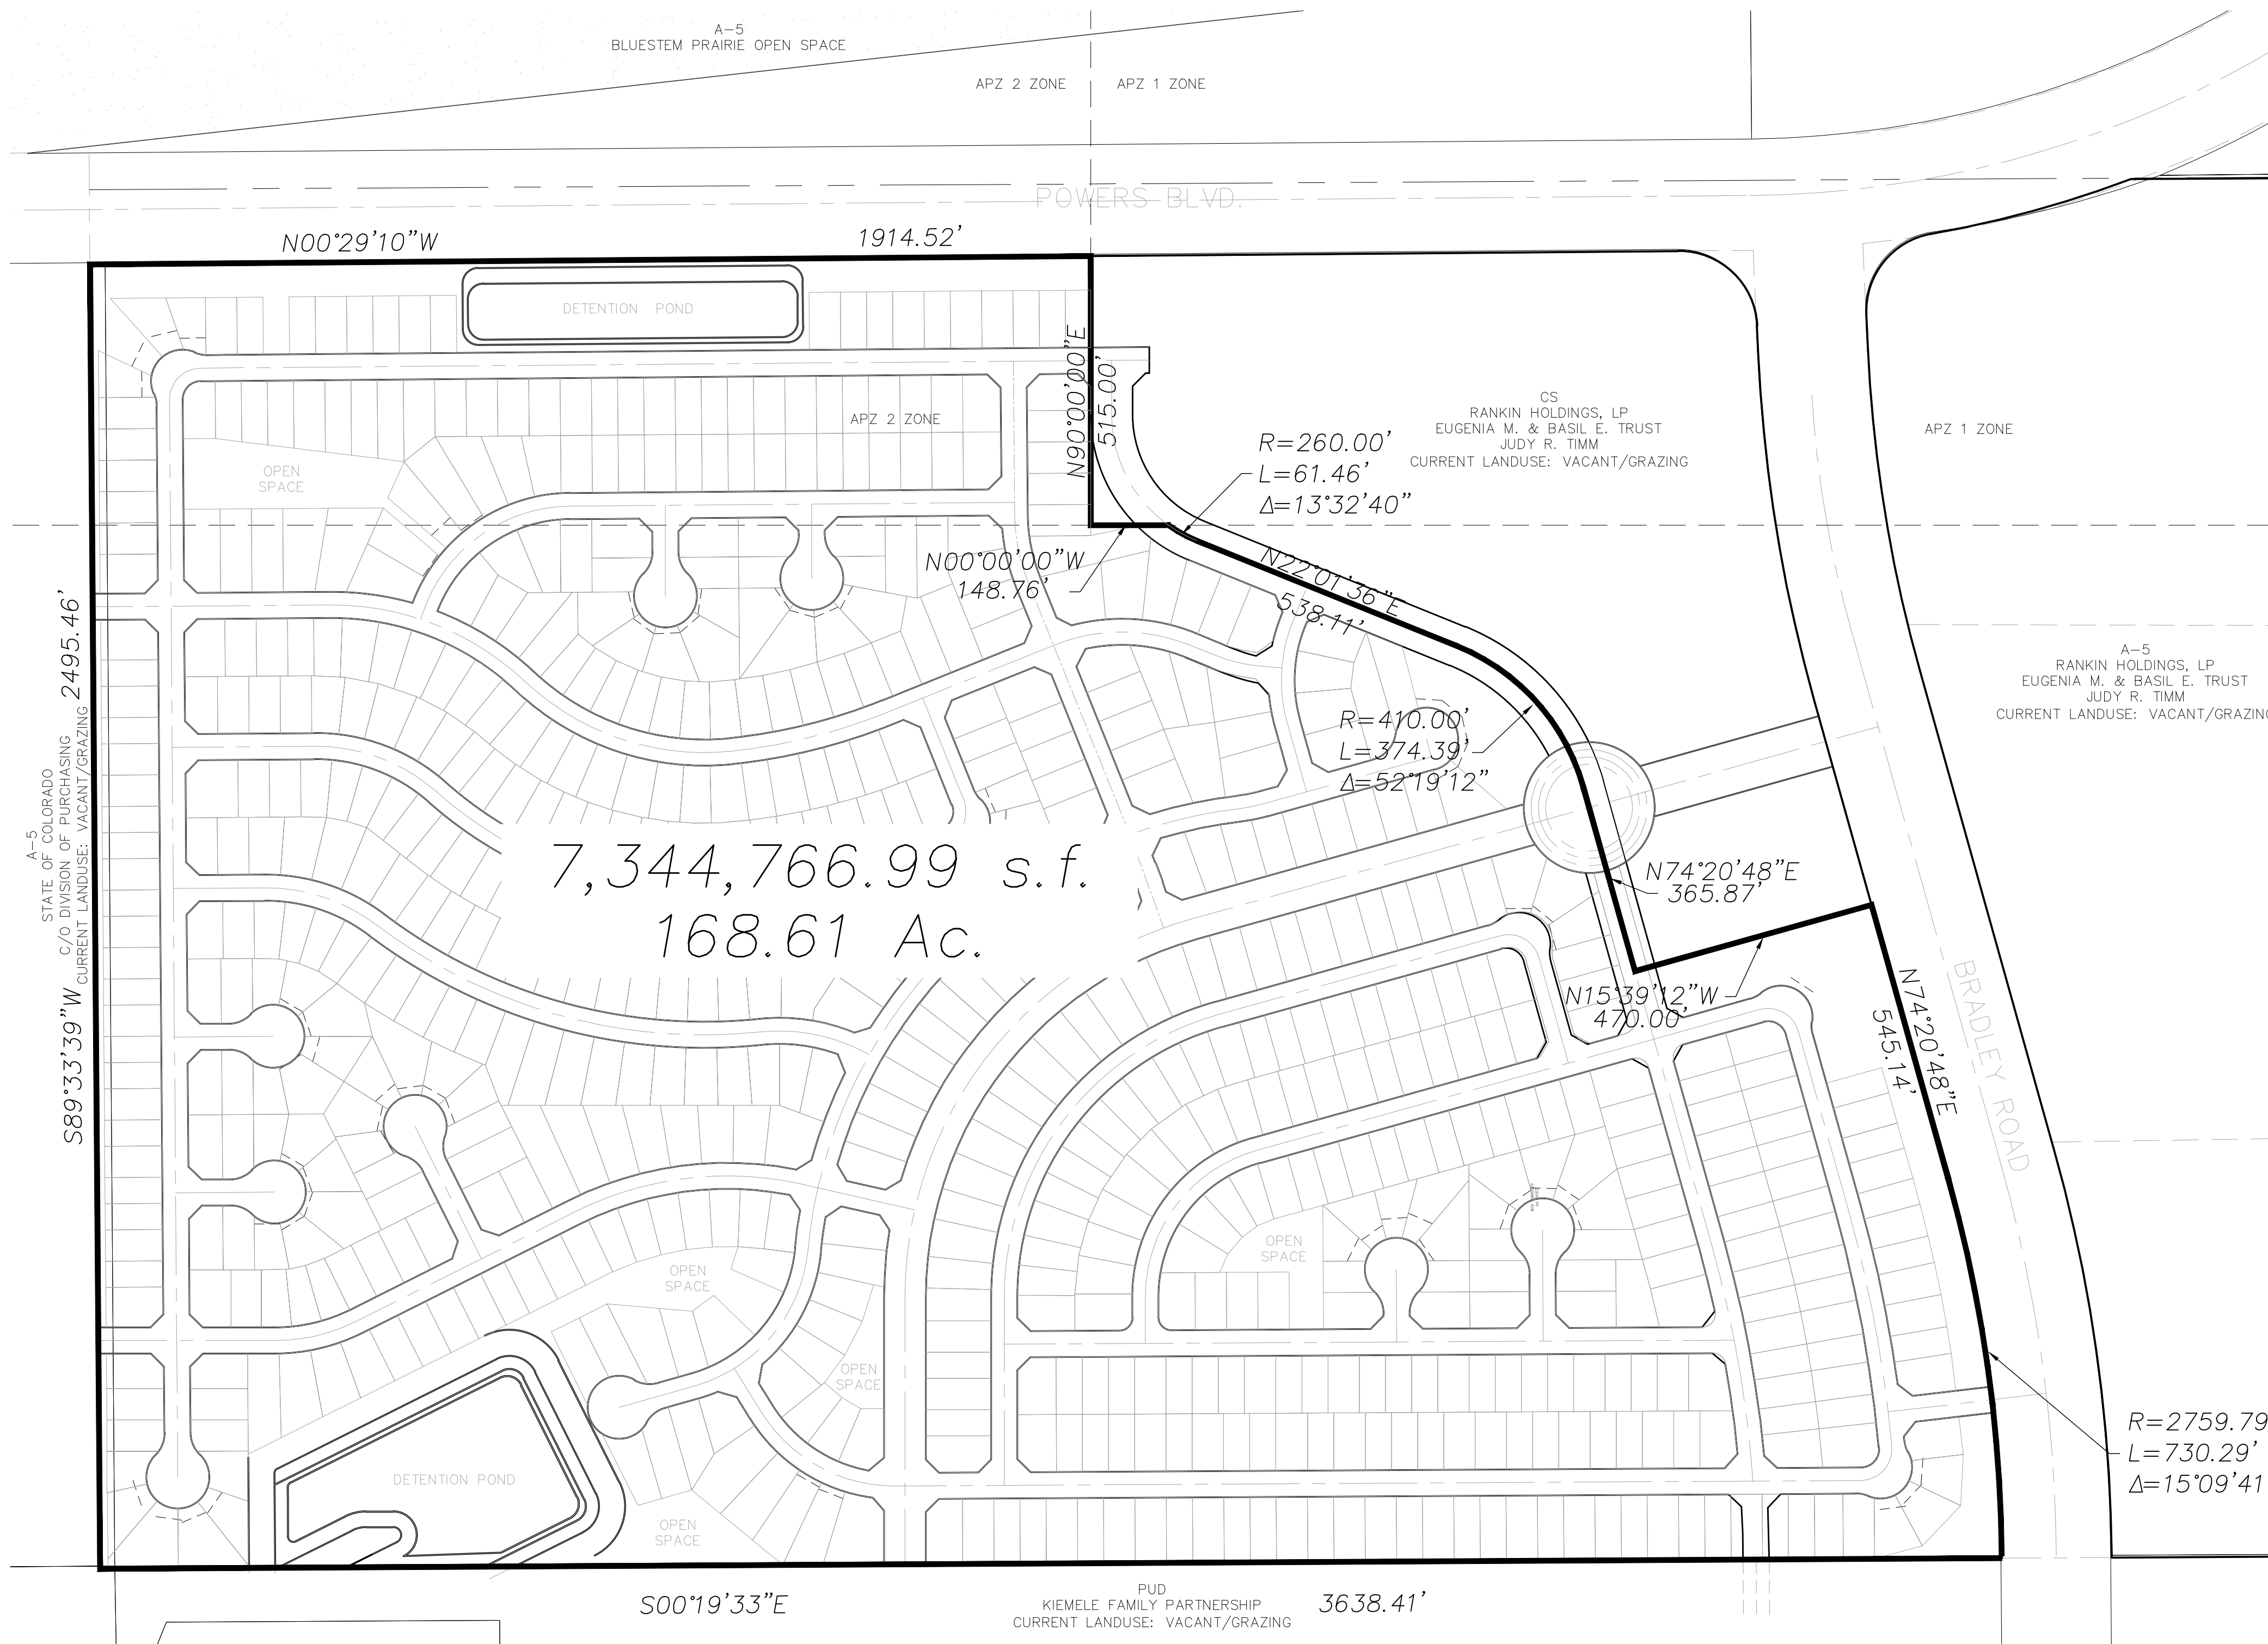 A-5
BLUESTEM PRAIRIE OPEN SPACE
APZ 2 ZONE
APZ 1 ZONE
POWERS BLVD.
N00°29'10"W
1914.52'
DETENTION POND
N90°00'00"E
515.00'
APZ 2 ZONE
OPEN
SPACE
R=260.00'
L=61.46'
Δ=13°32'40"
CS
RANKIN HOLDINGS, LP
EUGENIA M. & BASIL E. TRUST
JUDY R. TIMM
CURRENT LANDUSE: VACANT/GRAZING
APZ 1 ZONE
N00°00'00"W
148.76'
N22°01'36"E
538.11'
A-5
RANKIN HOLDINGS, LP
EUGENIA M. & BASIL E. TRUST
JUDY R. TIMM
CURRENT LANDUSE: VACANT/GRAZING
R=410.00'
L=374.39'
Δ=52°19'12"
A-5
STATE OF COLORADO
C/O DIVISION OF PURCHASING
CURRENT LANDUSE: VACANT/GRAZING
S89°33'39"W
2495.46'
7,344,766.99 s.f.
168.61 Ac.
N74°20'48"E
365.87'
N15°39'12"W
470.00'
N74°20'48"E
545.14'
BRADLEY ROAD
OPEN
SPACE
OPEN
SPACE
OPEN
SPACE
R=2759.79
L=730.29'
Δ=15°09'41
DETENTION POND
OPEN
SPACE
S00°19'33"E
PUD
KIEMELE FAMILY PARTNERSHIP
CURRENT LANDUSE: VACANT/GRAZING
3638.41'